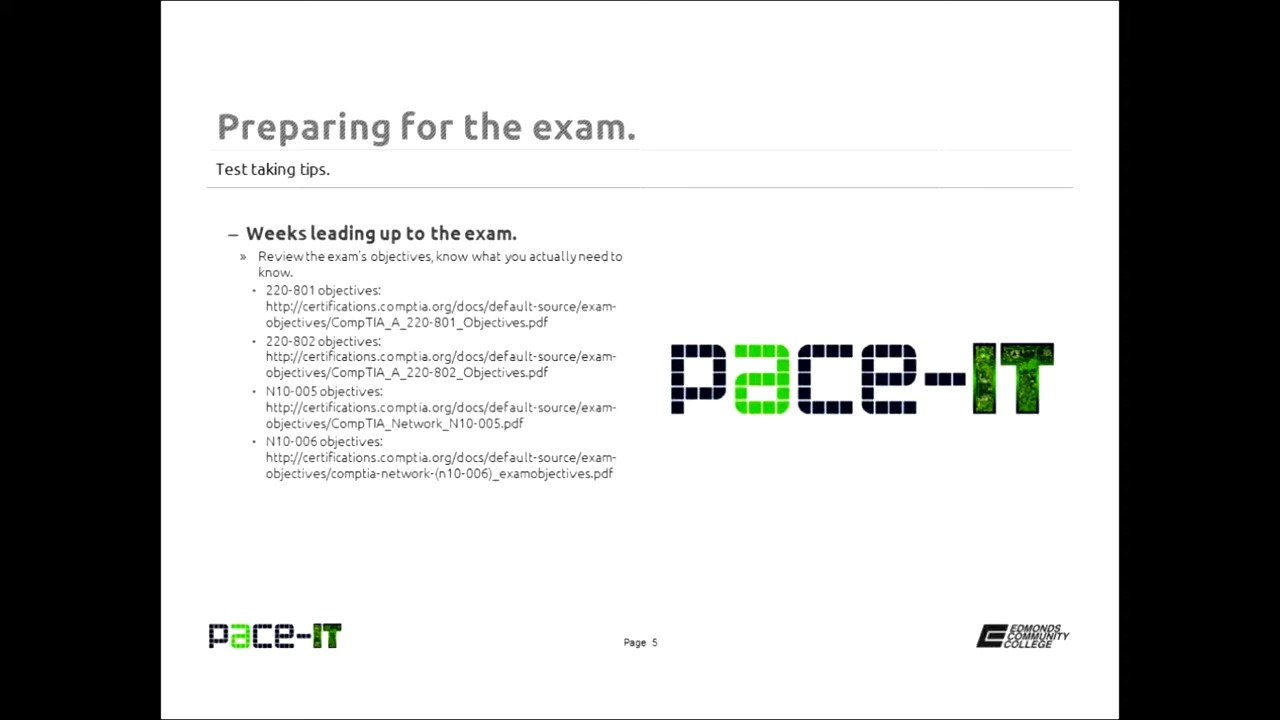 Preparing for the exam.
Test taking tips.
– Weeks leading up to the exam.
» Review the exam's objectives, know what you actually need to
know.
• 220-801 objectives:
http://certifications.comptia.org/docs/default-source/exam-
objectives/CompTIA_A_220-801_Objectives.pdf
• 220-802 objectives:
http://certifications.comptia.org/docs/default-source/exam-
objectives/CompTIA_A_220-802_Objectives.pdf
• N10-005 objectives:
http://certifications.comptia.org/docs/default-source/exam-
objectives/CompTIA_Network_N10-005.pdf
• N10-006 objectives:
http://certifications.comptia.org/docs/default-source/exam-
objectives/comptia-network-(n10-006)_examobjectives.pdf
pace-IT
pace-IT
Page 5
EDMONDS
COMMUNITY
COLLEGE